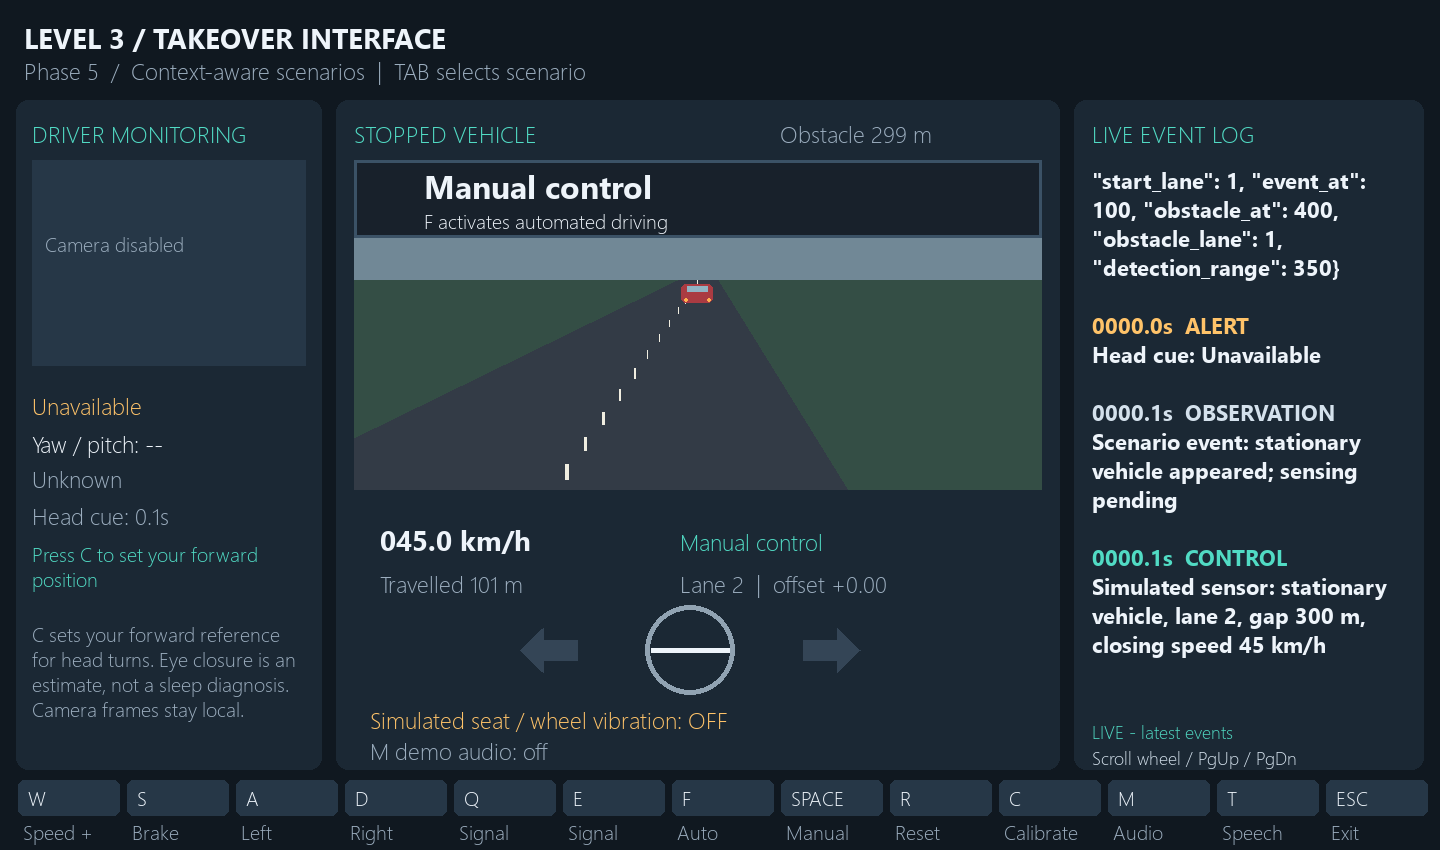 LEVEL 3 / TAKEOVER INTERFACE
Phase 5 / Context-aware scenarios | TAB selects scenario
DRIVER MONITORING
Camera disabled
Unavailable
Yaw / pitch: --
Unknown
Head cue: 0.1s
Press C to set your forward
position
C sets your forward reference
for head turns. Eye closure is an
estimate, not a sleep diagnosis.
Camera frames stay local.
STOPPED VEHICLE
Obstacle 299 m
Manual control
F activates automated driving
045.0 km/h
Manual control
Travelled 101 m
Lane 2 | offset +0.00
Simulated seat / wheel vibration: OFF
M demo audio: off
LIVE EVENT LOG
"start_lane": 1, "event_at":
100, "obstacle_at": 400,
"obstacle_lane": 1,
"detection_range": 350}
0000.0s ALERT
Head cue: Unavailable
0000.1s OBSERVATION
Scenario event: stationary
vehicle appeared; sensing
pending
0000.1s CONTROL
Simulated sensor: stationary
vehicle, lane 2, gap 300 m,
closing speed 45 km/h
LIVE - latest events
Scroll wheel / PgUp / PgDn
W
Speed +
S
Brake
A
Left
D
Right
Q
Signal
E
Signal
F
Auto
SPACE
Manual
R
Reset
C
Calibrate
M
Audio
T
Speech
ESC
Exit